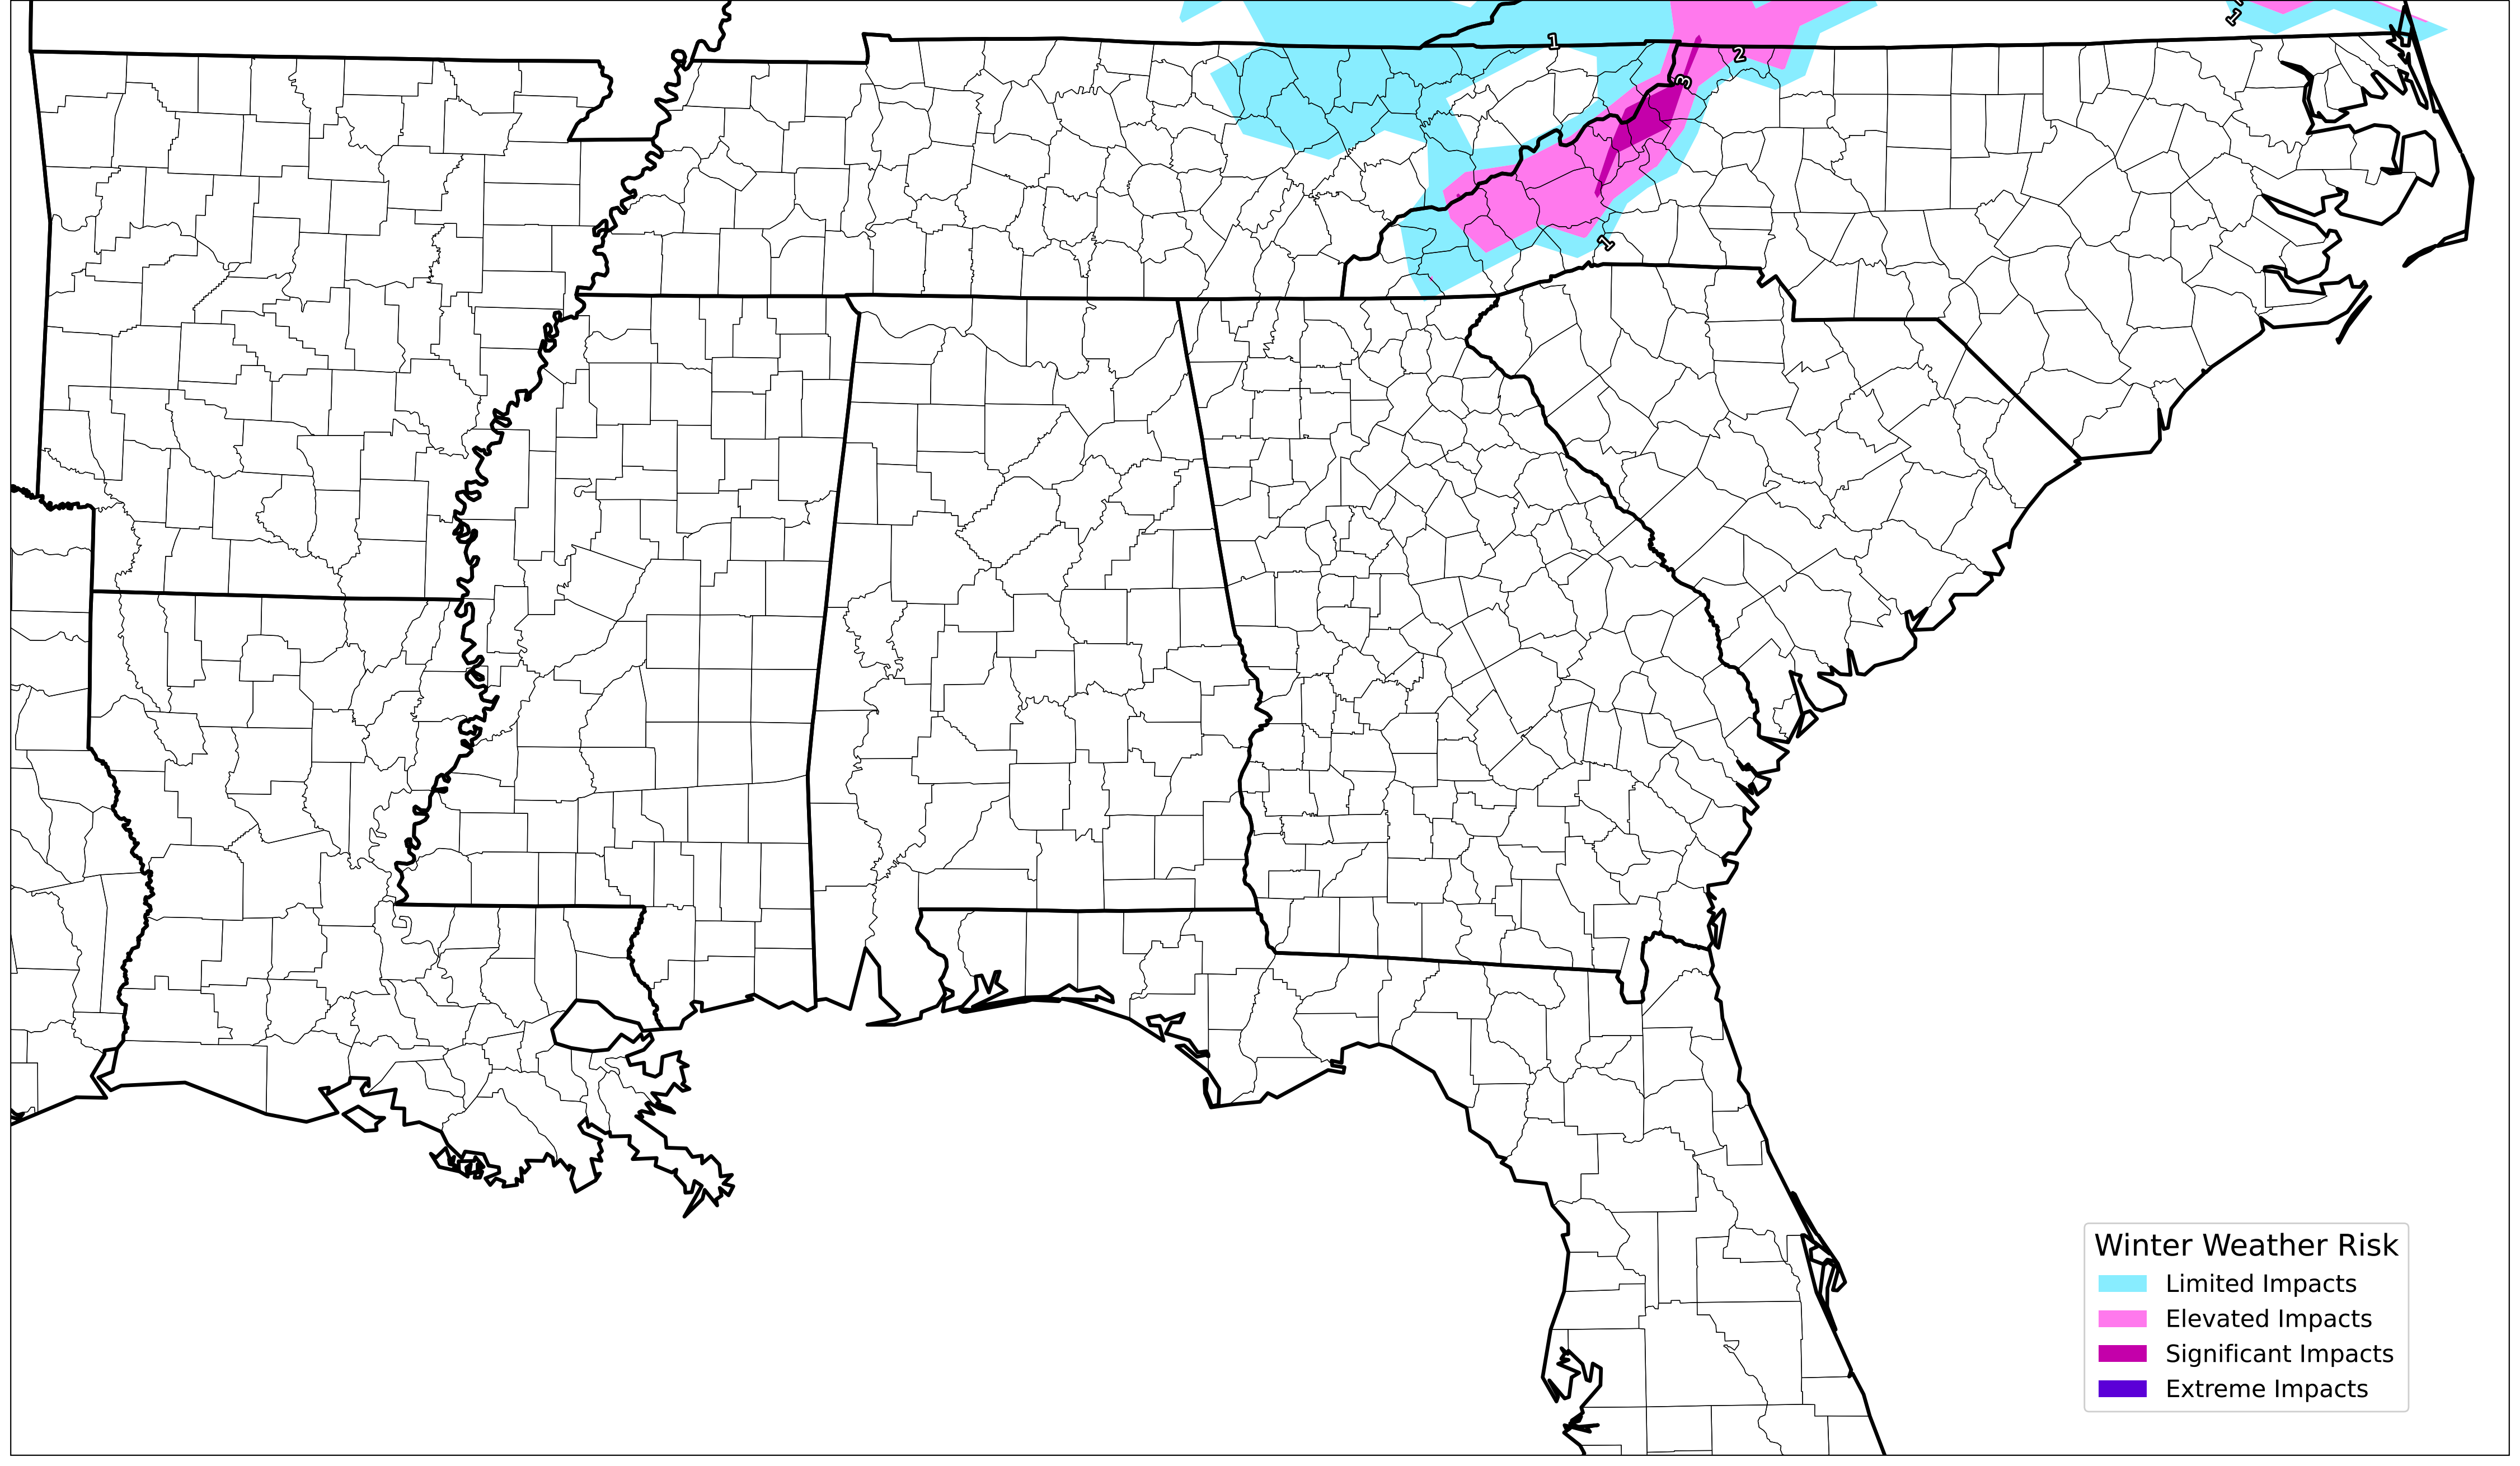 1
1
2
3
1
Winter Weather Risk
Limited Impacts
Elevated Impacts
Significant Impacts
Extreme Impacts